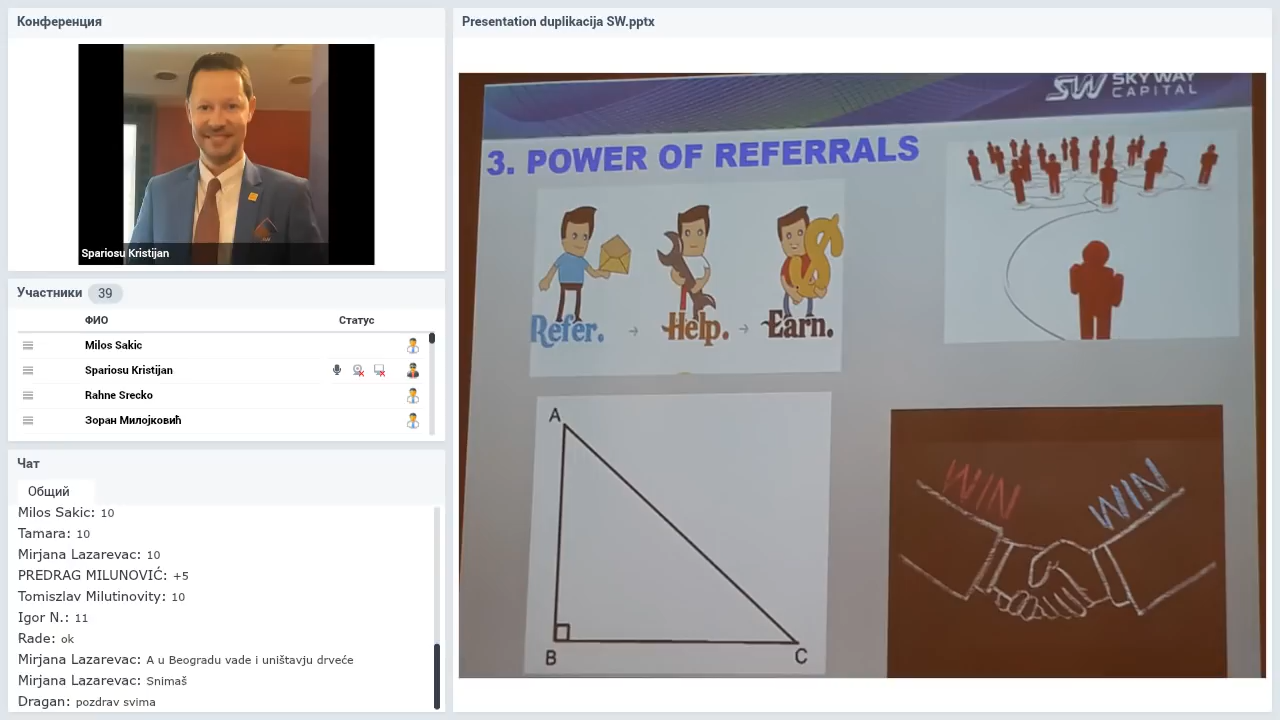 Конференция
Spariosu Kristijan
Участники 39
ФИО Статус
Milos Sakic
Spariosu Kristijan
Rahne Srecko
Зоран Милојковић
Чат
Общий
Milos Sakic: 10
Tamara: 10
Mirjana Lazarevac: 10
PREDRAG MILUNOVIĆ: +5
Tomiszlav Milutinovity: 10
Igor N.: 11
Rade: ok
Mirjana Lazarevac: A u Beogradu vade i uništavju drveće
Mirjana Lazarevac: Snimaš
Dragan: pozdrav svima
Presentation duplikacija SW.pptx
SW SKY WAY
CAPITAL
3. POWER OF REFERRALS
Refer. → Help. → Earn.
A
B C
WIN WIN